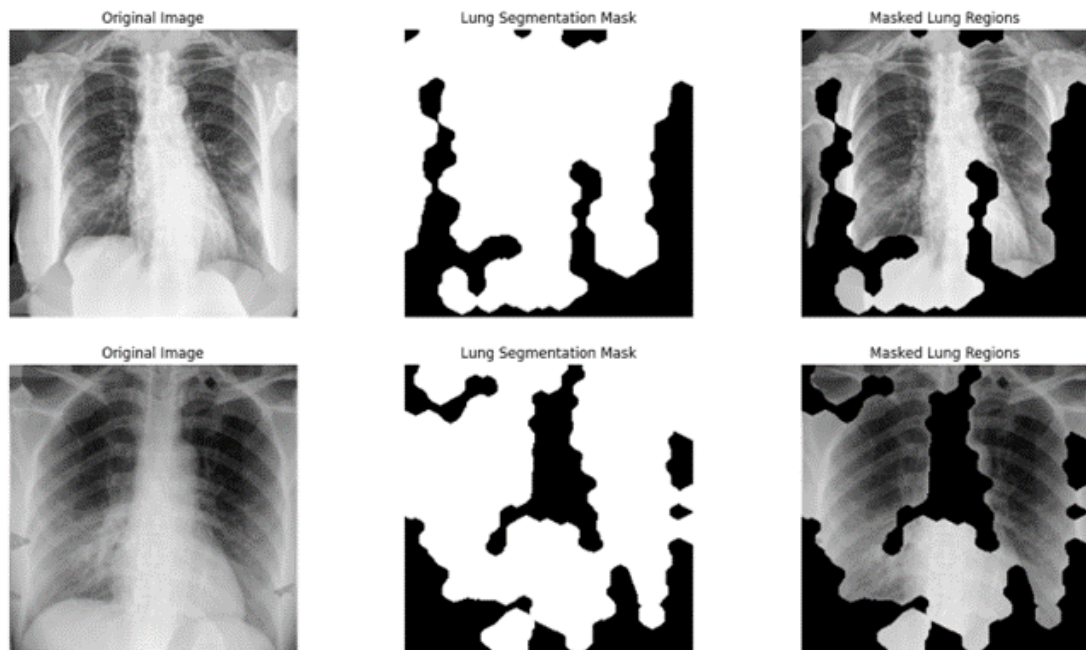 Original Image
Lung Segmentation Mask
Masked Lung Regions
Original Image
Lung Segmentation Mask
Masked Lung Regions